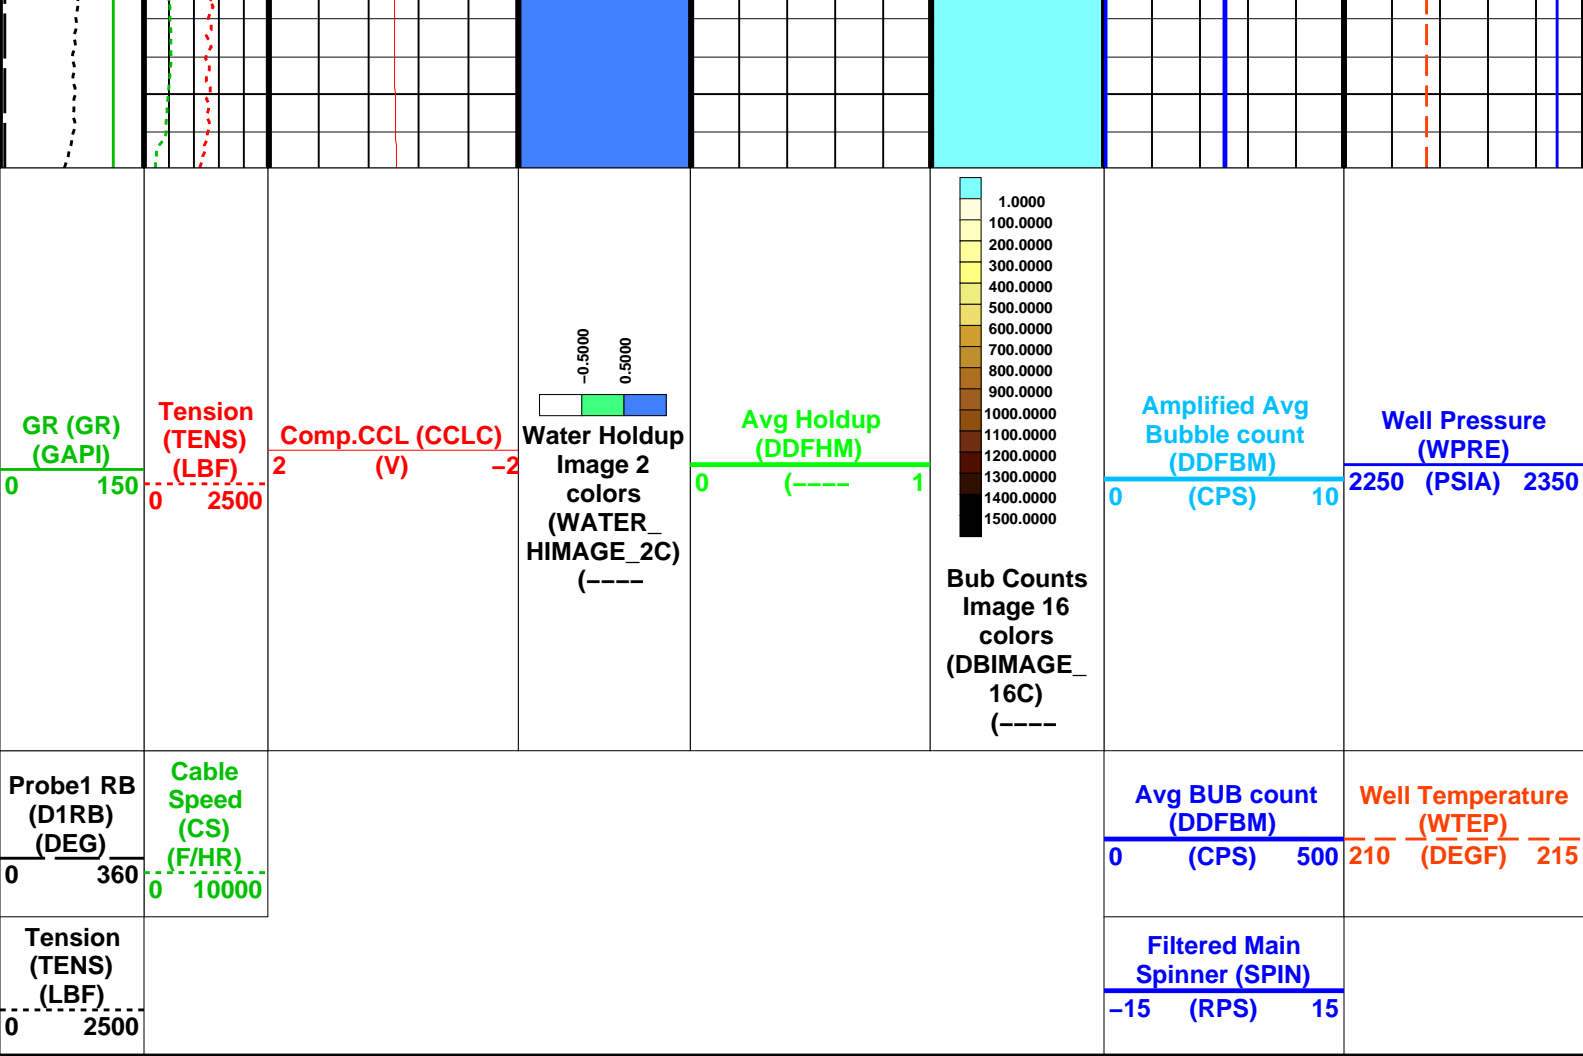 GR (GR)
(GAPI)
0 150
Tension
(TENS)
(LBF)
0 2500
Comp.CCL (CCLC)
2 (V) −2
−0.5000
0.5000
Water Holdup
Image 2
colors
(WATER_
HIMAGE_2C)
(−−−−
Avg Holdup
(DDFHM)
0 (−−−− 1
1.0000
100.0000
200.0000
300.0000
400.0000
500.0000
600.0000
700.0000
800.0000
900.0000
1000.0000
1100.0000
1200.0000
1300.0000
1400.0000
1500.0000
Bub Counts
Image 16
colors
(DBIMAGE_
16C)
(−−−−
Amplified Avg
Bubble count
(DDFBM)
0 (CPS) 10
Well Pressure
(WPRE)
2250 (PSIA) 2350
Probe1 RB
(D1RB)
(DEG)
0 360
Cable
Speed
(CS)
(F/HR)
0 10000
Avg BUB count
(DDFBM)
0 (CPS) 500
Well Temperature
(WTEP)
210 (DEGF) 215
Tension
(TENS)
(LBF)
0 2500
Filtered Main
Spinner (SPIN)
−15 (RPS) 15